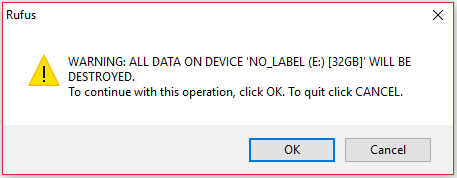 Rufus
WARNING: ALL DATA ON DEVICE 'NO_LABEL (E:) [32GB]' WILL BE
DESTROYED.
To continue with this operation, click OK. To quit click CANCEL.
OK
Cancel